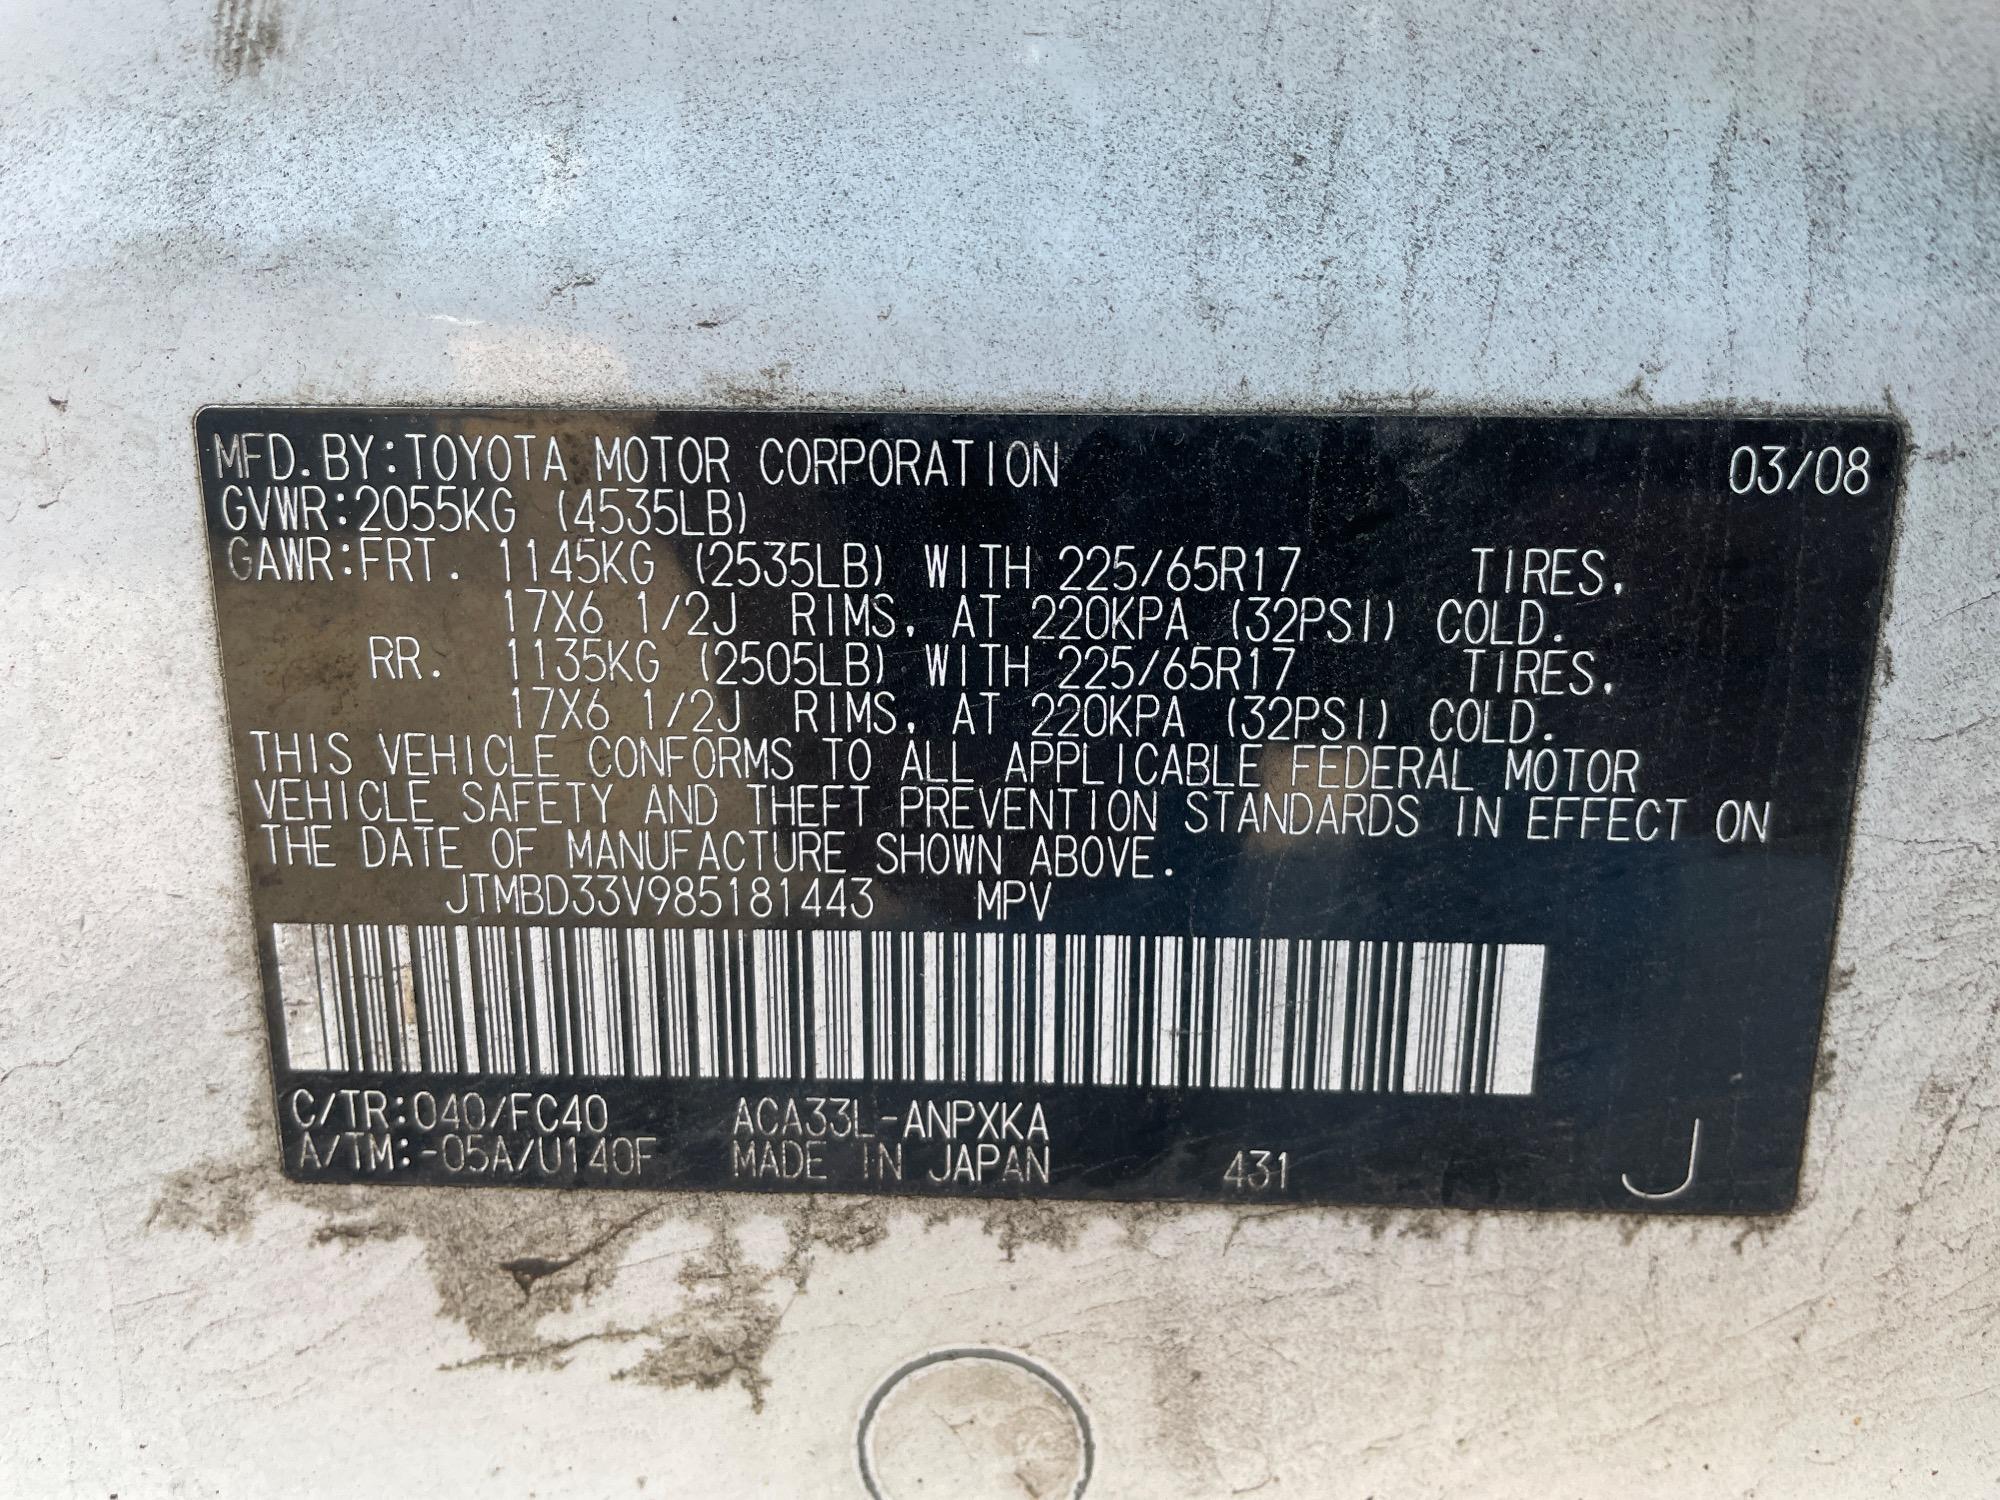 MFD. BY:TOYOTA MOTOR CORPORATION 03/08
GVWR:2055KG (4535LB)
GAWR:FRT. 1145KG (2535LB) WITH 225/65R17 TIRES,
17X6 1/2J RIMS, AT 220KPA (32PSI) COLD.
RR. 1135KG (2505LB) WITH 225/65R17 TIRES,
17X6 1/2J RIMS, AT 220KPA (32PSI) COLD.
THIS VEHICLE CONFORMS TO ALL APPLICABLE FEDERAL MOTOR
VEHICLE SAFETY AND THEFT PREVENTION STANDARDS IN EFFECT ON
THE DATE OF MANUFACTURE SHOWN ABOVE.
JTMBD33V985181443 MPV
C/TR:040/FC40 ACA33L-ANPXKA
A/TM:-05A/U140F MADE IN JAPAN 431 J